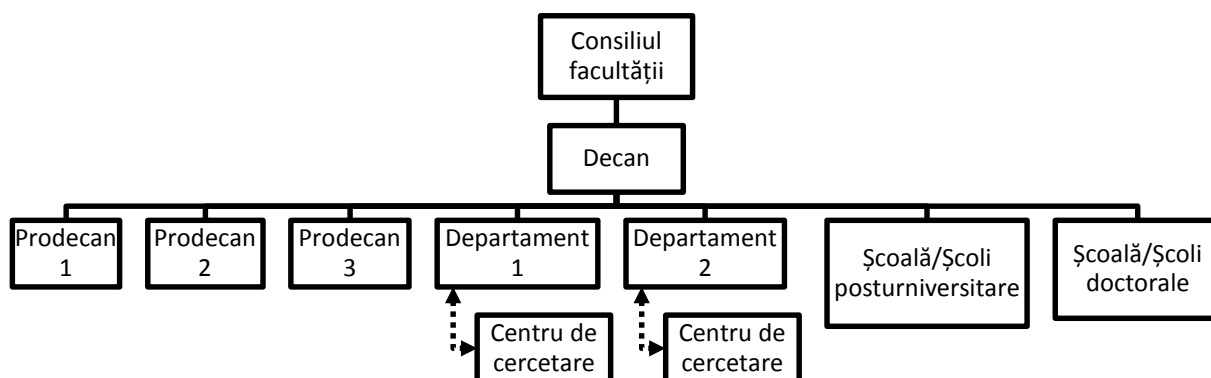 Consiliul
facultății
Decan
Prodecan
1
Prodecan
2
Prodecan
3
Departament
1
Departament
2
Școală/Școli
posturniversitare
Școală/Școli
doctorale
Centru de
cercetare
Centru de
cercetare